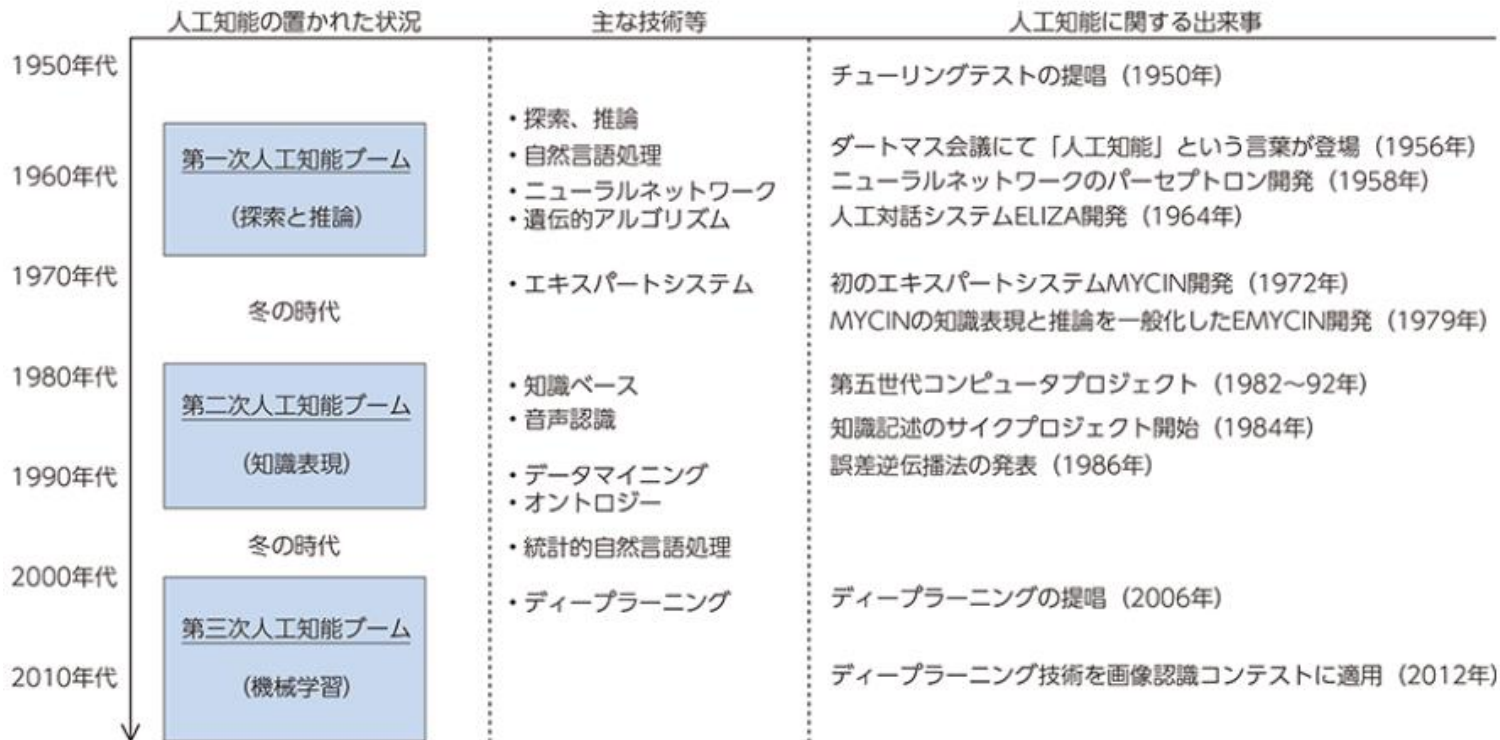 人工知能の置かれた状況
主な技術等
人工知能に関する出来事
1950年代
チューリングテストの提唱（1950年）
・探索、推論
第一次人工知能ブーム
・自然言語処理
ダートマス会議にて「人工知能」という言葉が登場（1956年）
1960年代
・ニューラルネットワーク
ニューラルネットワークのパーセプトロン開発（1958年）
（探索と推論）
・遺伝的アルゴリズム
人工対話システムELIZA開発（1964年）
1970年代
・エキスパートシステム
初のエキスパートシステムMYCIN開発（1972年）
冬の時代
MYCINの知識表現と推論を一般化したEMYCIN開発（1979年）
1980年代
・知識ベース
第五世代コンピュータプロジェクト（1982～92年）
第二次人工知能ブーム
・音声認識
知識記述のサイクプロジェクト開始（1984年）
（知識表現）
誤差逆伝播法の発表（1986年）
1990年代
・データマイニング
・オントロジー
冬の時代
・統計的自然言語処理
2000年代
・ディープラーニング
ディープラーニングの提唱（2006年）
第三次人工知能ブーム
（機械学習）
2010年代
ディープラーニング技術を画像認識コンテストに適用（2012年）